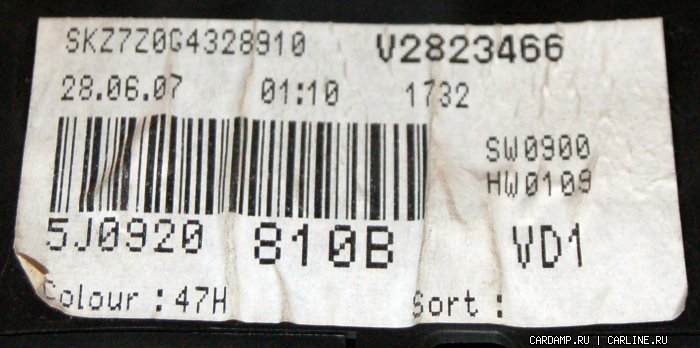 SKZ7Z0G4328910 V2823466
28.06.07 01:10 1732
SW0900
HW0109
5J0920 810B VD1
Colour : 47H Sort :
CARDAMP.RU | CARLINE.RU